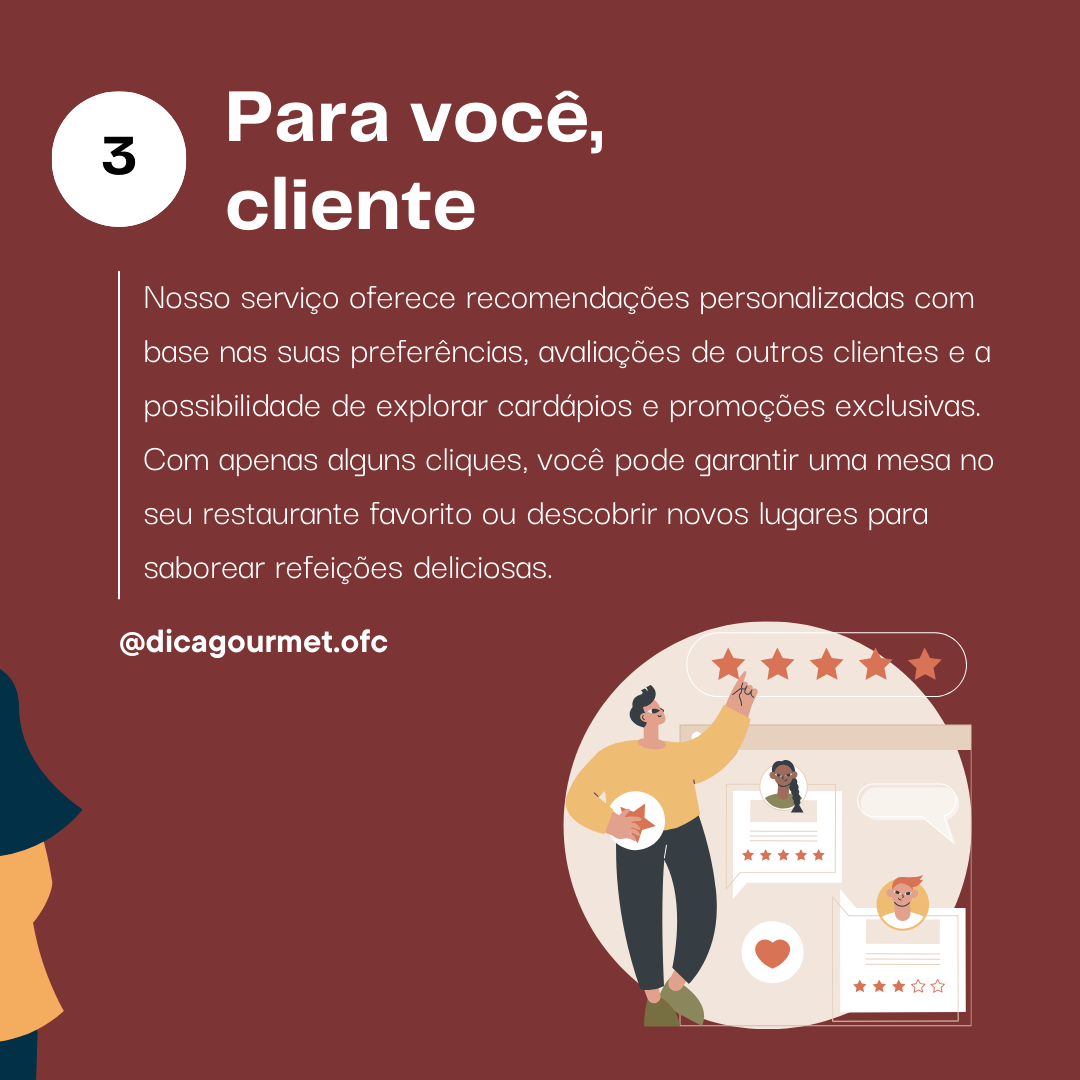 3
Para você,
cliente
Nosso serviço oferece recomendações personalizadas com
base nas suas preferências, avaliações de outros clientes e a
possibilidade de explorar cardápios e promoções exclusivas.
Com apenas alguns cliques, você pode garantir uma mesa no
seu restaurante favorito ou descobrir novos lugares para
saborear refeições deliciosas.
@dicagourmet.ofc